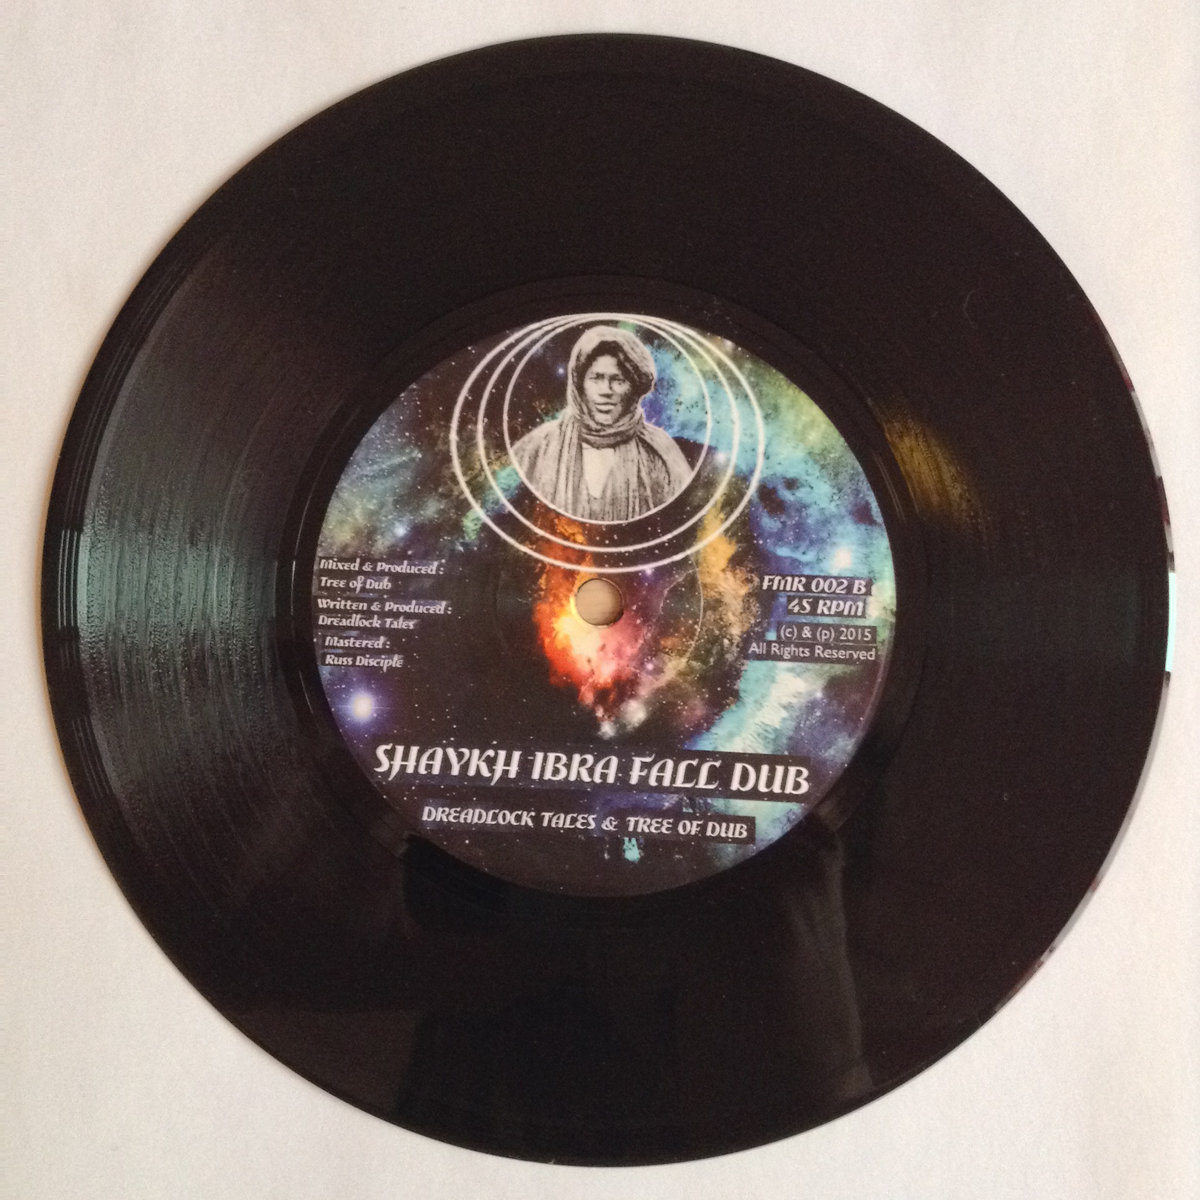 Mixed & Produced :
Tree of Dub
Written & Produced :
Dreadlock Tales
Mastered :
Russ Disciple
FMR 002 B
45 RPM
(c) & (p) 2015
All Rights Reserved
SHAYKH IBRA FALL DUB
DREADLOCK TALES & TREE OF DUB